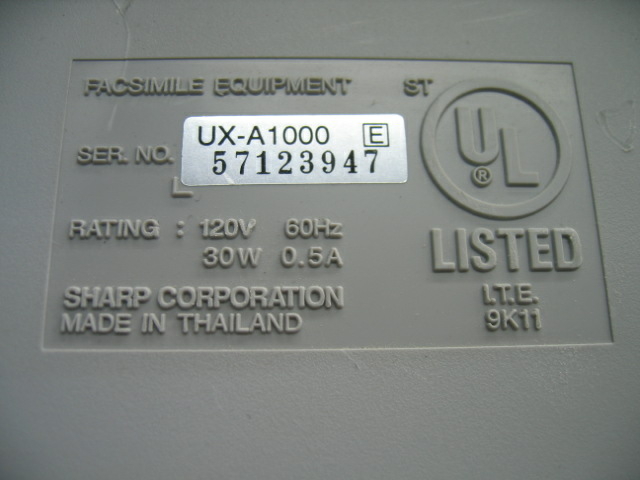 FACSIMILE EQUIPMENT ST
UX-A1000 E
SER. NO. 57123947
L
RATING : 120V 60Hz
30W 0.5A
SHARP CORPORATION
MADE IN THAILAND
UL ®
LISTED
I.T.E.
9K11